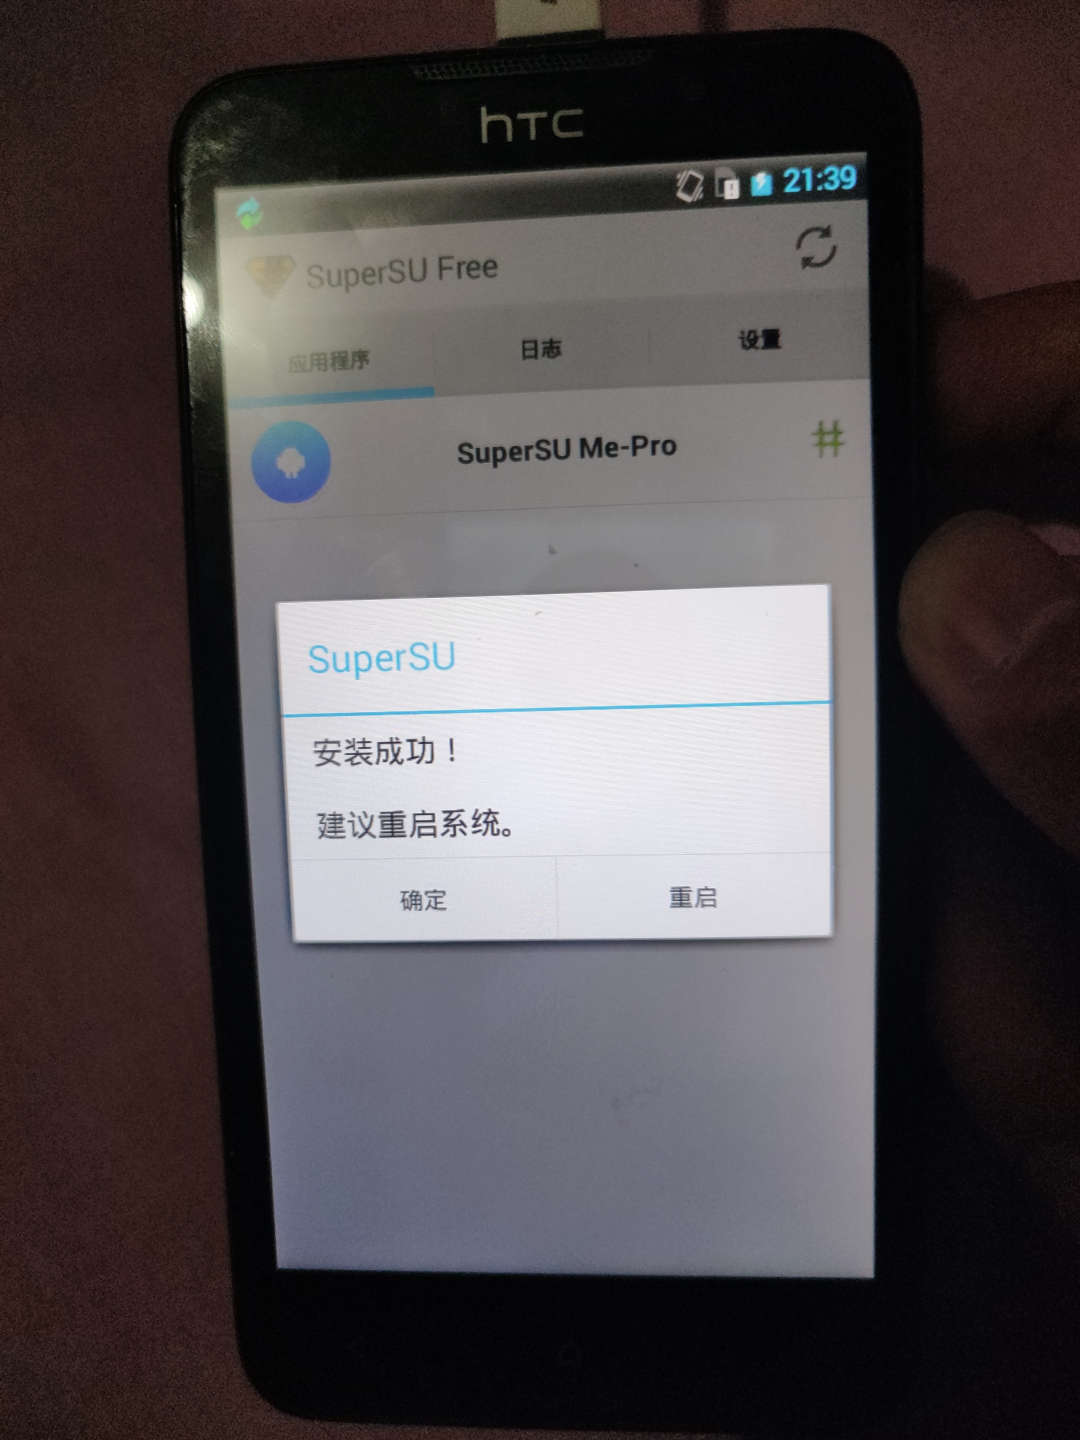 hTC
21:39
SuperSU Free
应用程序
日志
设置
SuperSU Me-Pro
#
SuperSU
安装成功！
建议重启系统。
确定
重启